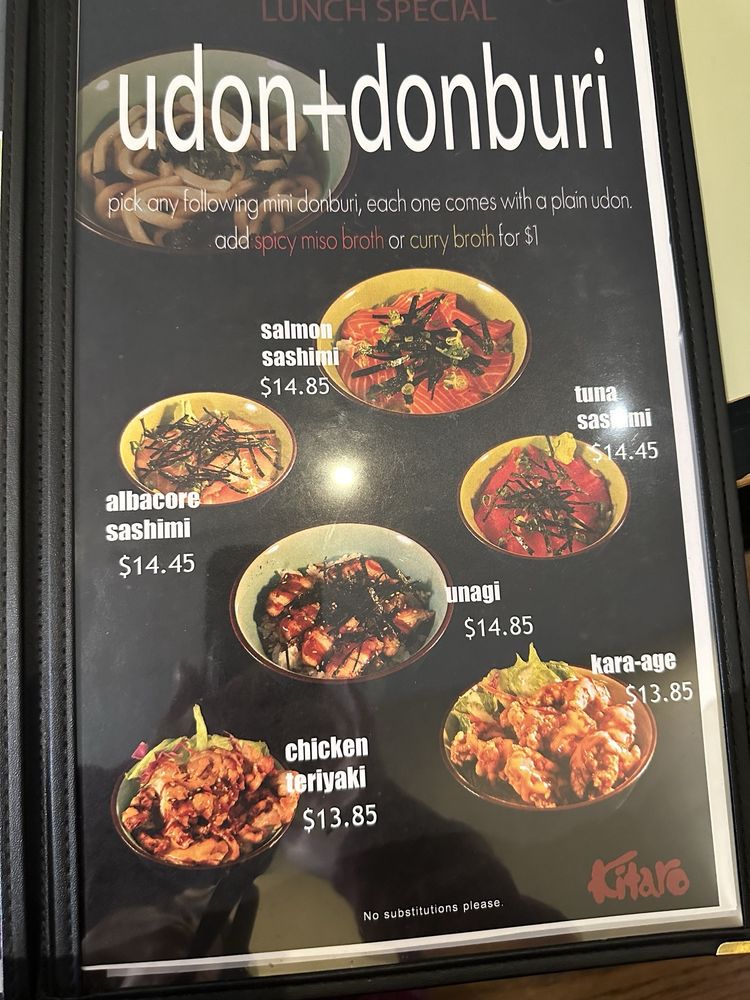 LUNCH SPECIAL
udon+donburi
pick any following mini donburi, each one comes with a plain udon.
add spicy miso broth or curry broth for $1
salmon
sashimi
$14.85
tuna
sashimi
$14.45
albacore
sashimi
$14.45
unagi
$14.85
kara-age
$13.85
chicken
teriyaki
$13.85
Kitaro
No substitutions please.